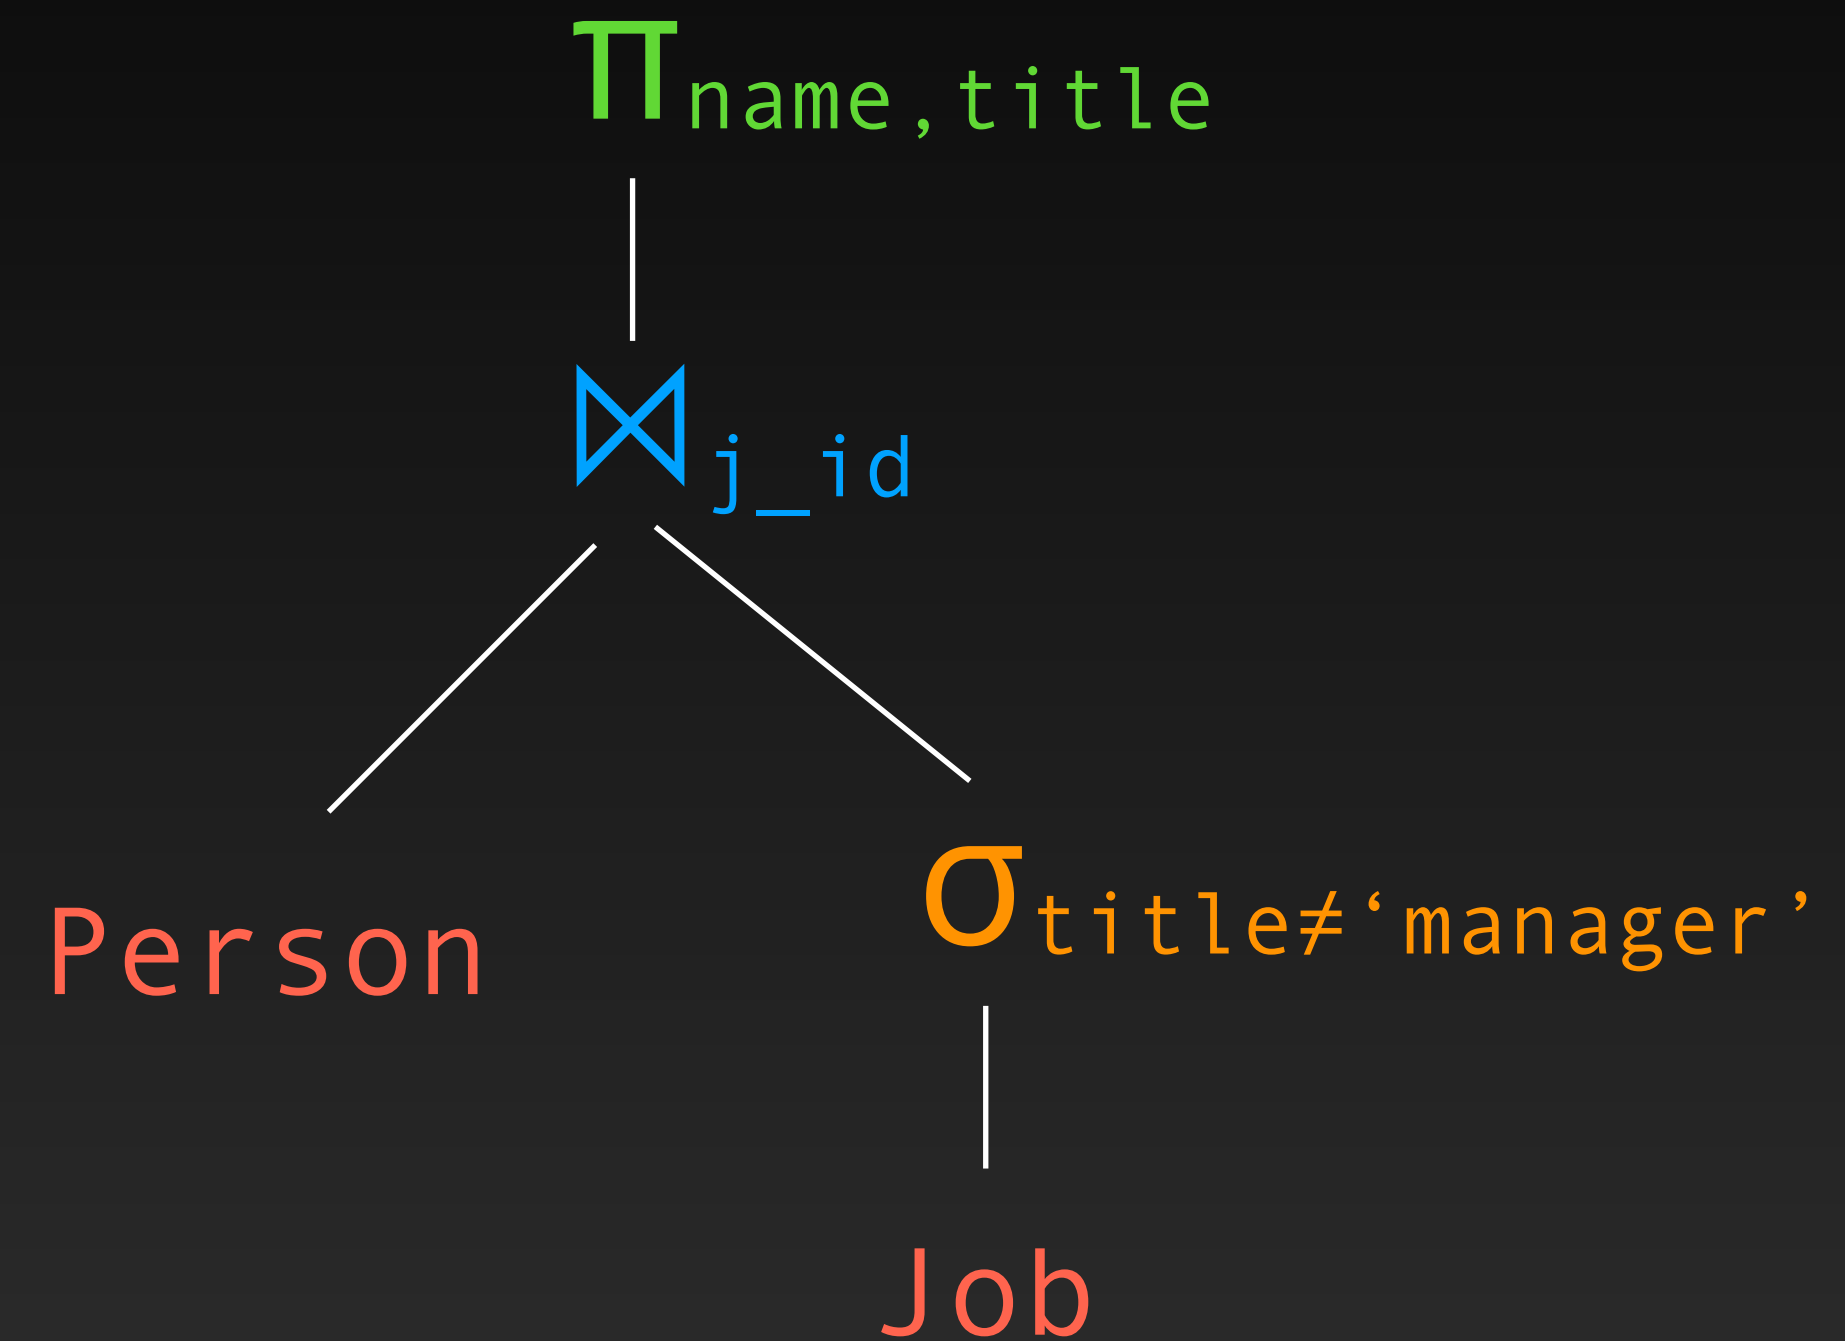 πname,title
⋈j_id
Person
σtitle≠‘manager’
Job